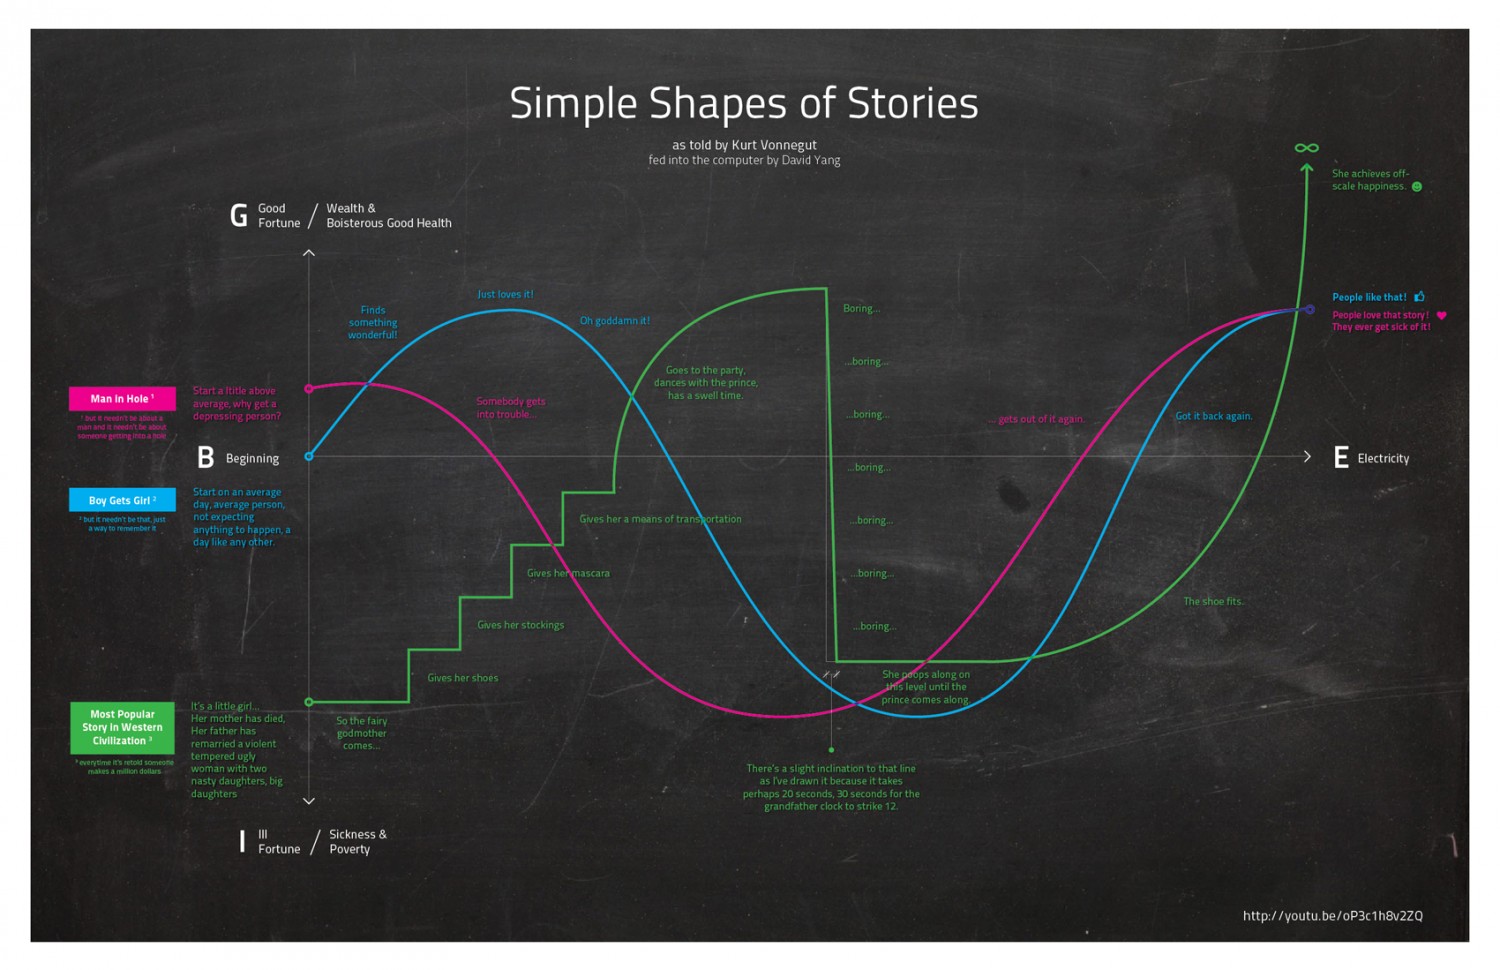 Simple Shapes of Stories
as told by Kurt Vonnegut
fed into the computer by David Yang
∞
She achieves off-
scale happiness.
G Good Fortune / Wealth & Boisterous Good Health
Just loves it!
Finds
something
wonderful!
Oh goddamn it!
Boring...
...boring...
...boring...
...boring...
...boring...
...boring...
...boring...
People like that!
People love that story!
They ever get sick of it!
Goes to the party,
dances with the prince,
has a swell time.
Man in Hole ¹
¹ but it needn't be about a
man and it needn't be about
someone getting into a hole
Start a ltitle above
average, why get a
depressing person?
Somebody gets
into trouble...
... gets out of it again.
Got it back again.
B Beginning
E Electricity
Boy Gets Girl ²
² but it needn't be that, just
a way to remember it
Start on an average
day, average person,
not expecting
anything to happen, a
day like any other.
Gives her a means of transportation
Gives her mascara
Gives her stockings
Gives her shoes
The shoe fits.
She poops along on
this level until the
prince comes along.
Most Popular
Story in Western
Civilization ³
³ everytime it's retold someone
makes a million dollars
It's a little girl...
Her mother has died,
Her father has
remarried a violent
tempered ugly
woman with two
nasty daughters, big
daughters
So the fairy
godmother
comes...
There's a slight inclination to that line
as I've drawn it because it takes
perhaps 20 seconds, 30 seconds for the
grandfather clock to strike 12.
I Ill Fortune / Sickness & Poverty
http://youtu.be/oP3c1h8v2ZQ